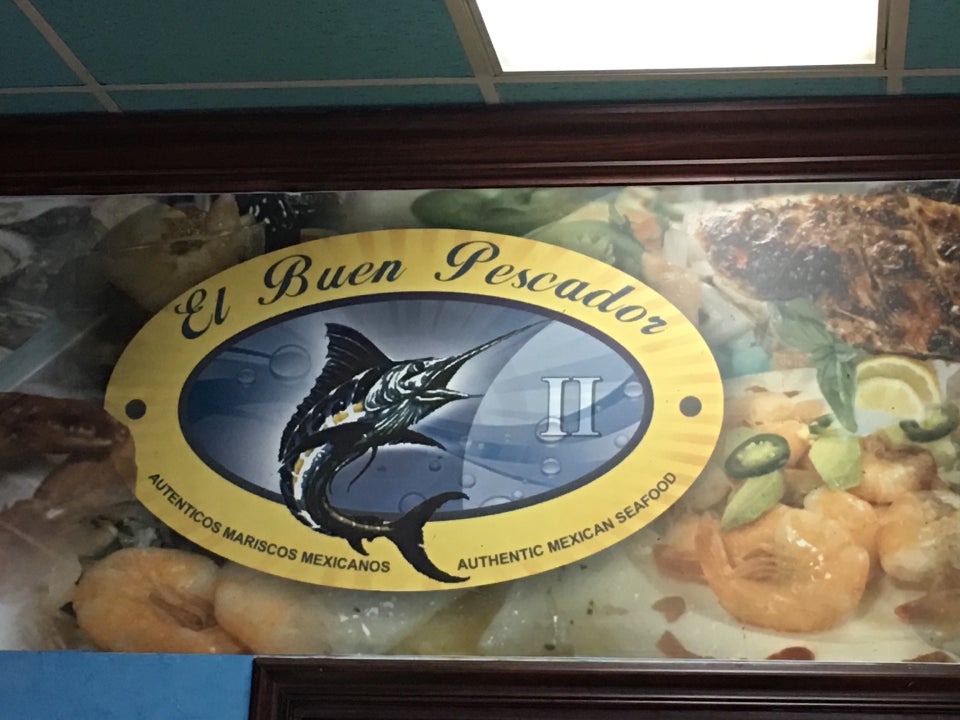 El Buen Pescador
II
AUTENTICOS MARISCOS MEXICANOS
AUTHENTIC MEXICAN SEAFOOD